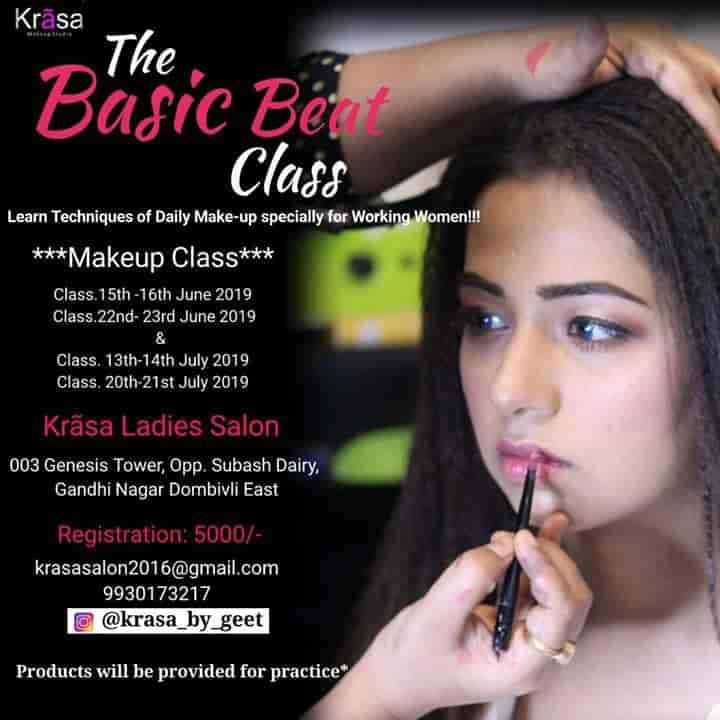 Krãsa
Makeup Studio
The
Basic Beat
Class
Learn Techniques of Daily Make-up specially for Working Women!!!
***Makeup Class***
Class.15th -16th June 2019
Class.22nd- 23rd June 2019
&
Class. 13th-14th July 2019
Class. 20th-21st July 2019
Krãsa Ladies Salon
003 Genesis Tower, Opp. Subash Dairy,
Gandhi Nagar Dombivli East
Registration: 5000/-
krasasalon2016@gmail.com
9930173217
@krasa_by_geet
Products will be provided for practice*